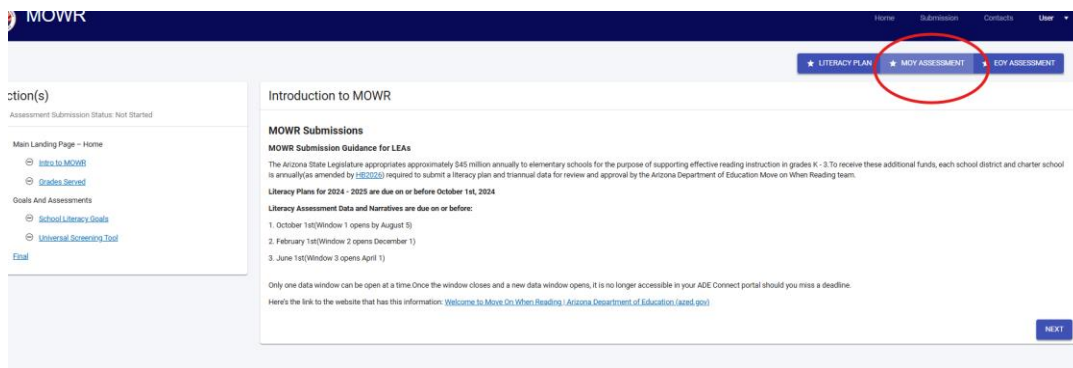 MOWR
Home Submission Contacts User
LITERACY PLAN MOY ASSESSMENT EOY ASSESSMENT
ction(s)
Assessment Submission Status: Not Started
Main Landing Page – Home
Intro to MOWR
Grades Served
Goals And Assessments
School Literacy Goals
Universal Screening Tool
Final
Introduction to MOWR
MOWR Submissions
MOWR Submission Guidance for LEAs
The Arizona State Legislature appropriates approximately $45 million annually to elementary schools for the purpose of supporting effective reading instruction in grades K - 3.To receive these additional funds, each school district and charter school
is annually(as amended by HB2026) required to submit a literacy plan and triannual data for review and approval by the Arizona Department of Education Move on When Reading team.
Literacy Plans for 2024 - 2025 are due on or before October 1st, 2024
Literacy Assessment Data and Narratives are due on or before:
1. October 1st(Window 1 opens by August 5)
2. February 1st(Window 2 opens December 1)
3. June 1st(Window 3 opens April 1)
Only one data window can be open at a time.Once the window closes and a new data window opens, it is no longer accessible in your ADE Connect portal should you miss a deadline.
Here's the link to the website that has this information: Welcome to Move On When Reading | Arizona Department of Education (azed.gov)
NEXT